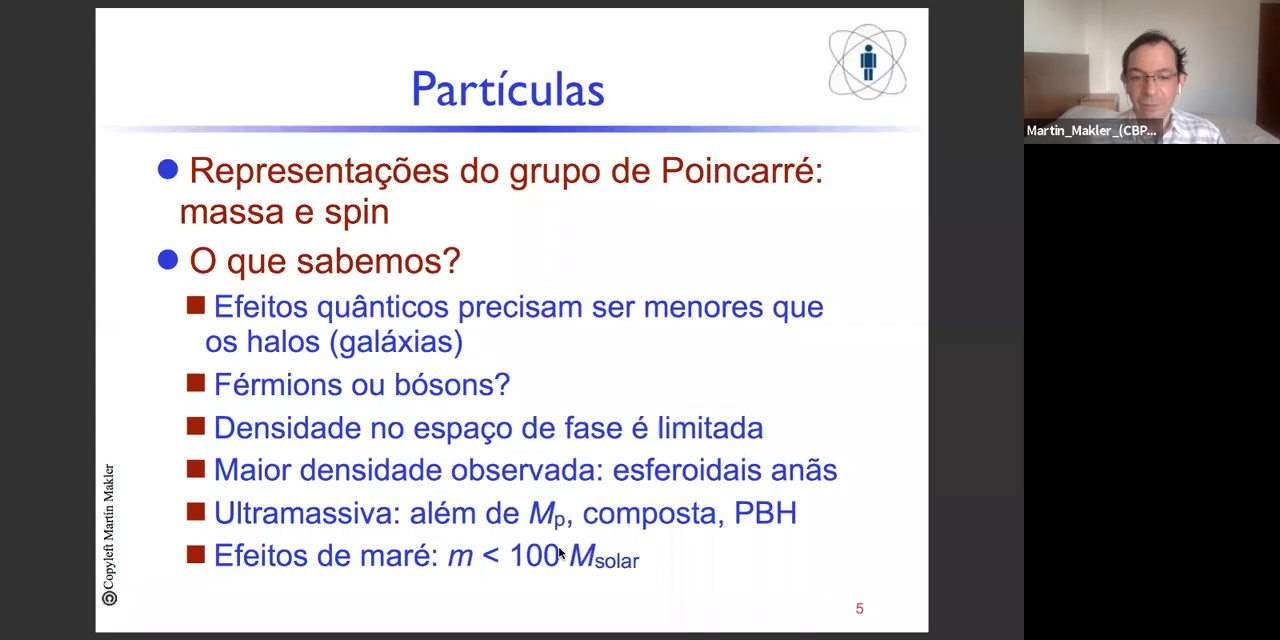 Partículas
Representações do grupo de Poincarré:
massa e spin
O que sabemos?
Efeitos quânticos precisam ser menores que
os halos (galáxias)
Férmions ou bósons?
Densidade no espaço de fase é limitada
Maior densidade observada: esferoidais anãs
Ultramassiva: além de Mp, composta, PBH
Efeitos de maré: m < 100 Msolar
Copyleft Martín Makler
5
Martin_Makler_(CBP...